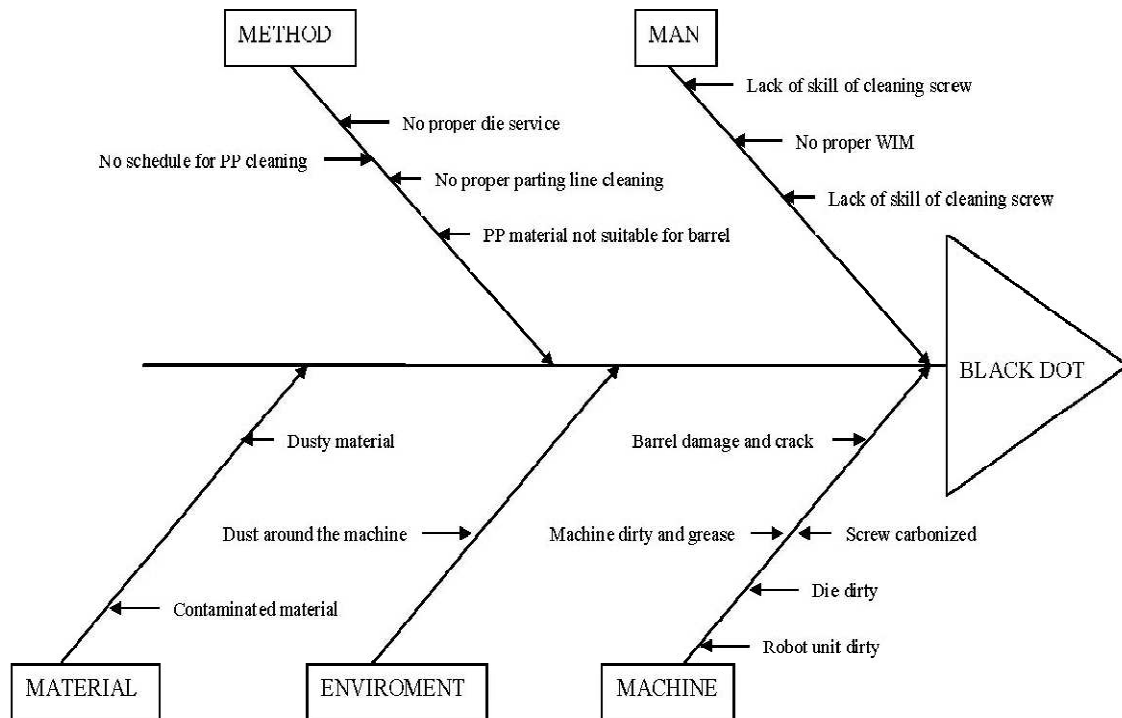 METHOD
MAN
Lack of skill of cleaning screw
No proper die service
No proper WIM
No schedule for PP cleaning
No proper parting line cleaning
Lack of skill of cleaning screw
PP material not suitable for barrel
BLACK DOT
Dusty material
Barrel damage and crack
Dust around the machine
Machine dirty and grease
Screw carbonized
Die dirty
Contaminated material
Robot unit dirty
MATERIAL
ENVIROMENT
MACHINE